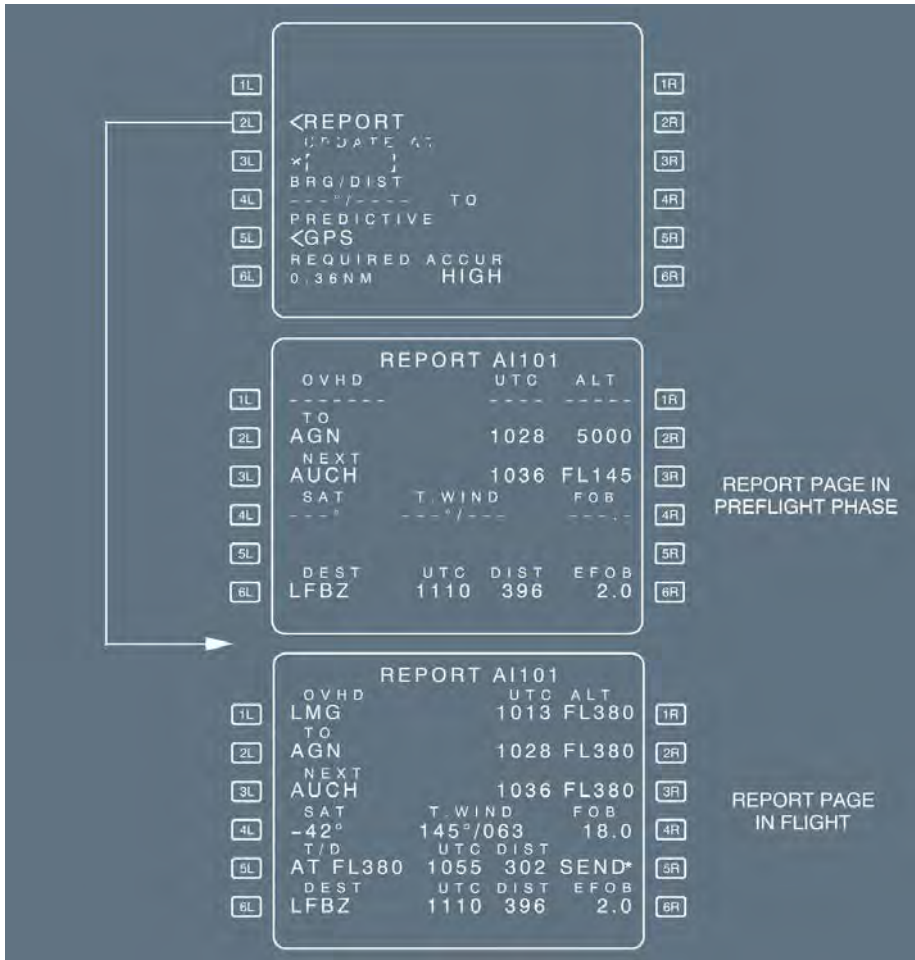 1L 1R
2L <REPORT 2R
UPDATE AT
3L *[ ] 3R
BRG/DIST
4L ---°/---- TO 4R
PREDICTIVE
5L <GPS 5R
REQUIRED ACCUR
6L 0.36NM HIGH 6R
REPORT AI101
OVHD UTC ALT
1L ------- ---- ----- 1R
TO
2L AGN 1028 5000 2R
NEXT
3L AUCH 1036 FL145 3R
SAT T.WIND FOB
4L ---° ---°/--- ---.- 4R
5L 5R
DEST UTC DIST EFOB
6L LFBZ 1110 396 2.0 6R
REPORT PAGE IN
PREFLIGHT PHASE
REPORT AI101
OVHD UTC ALT
1L LMG 1013 FL380 1R
TO
2L AGN 1028 FL380 2R
NEXT
3L AUCH 1036 FL380 3R
SAT T.WIND FOB
4L -42° 145°/063 18.0 4R
T/D UTC DIST
5L AT FL380 1055 302 SEND* 5R
DEST UTC DIST EFOB
6L LFBZ 1110 396 2.0 6R
REPORT PAGE
IN FLIGHT